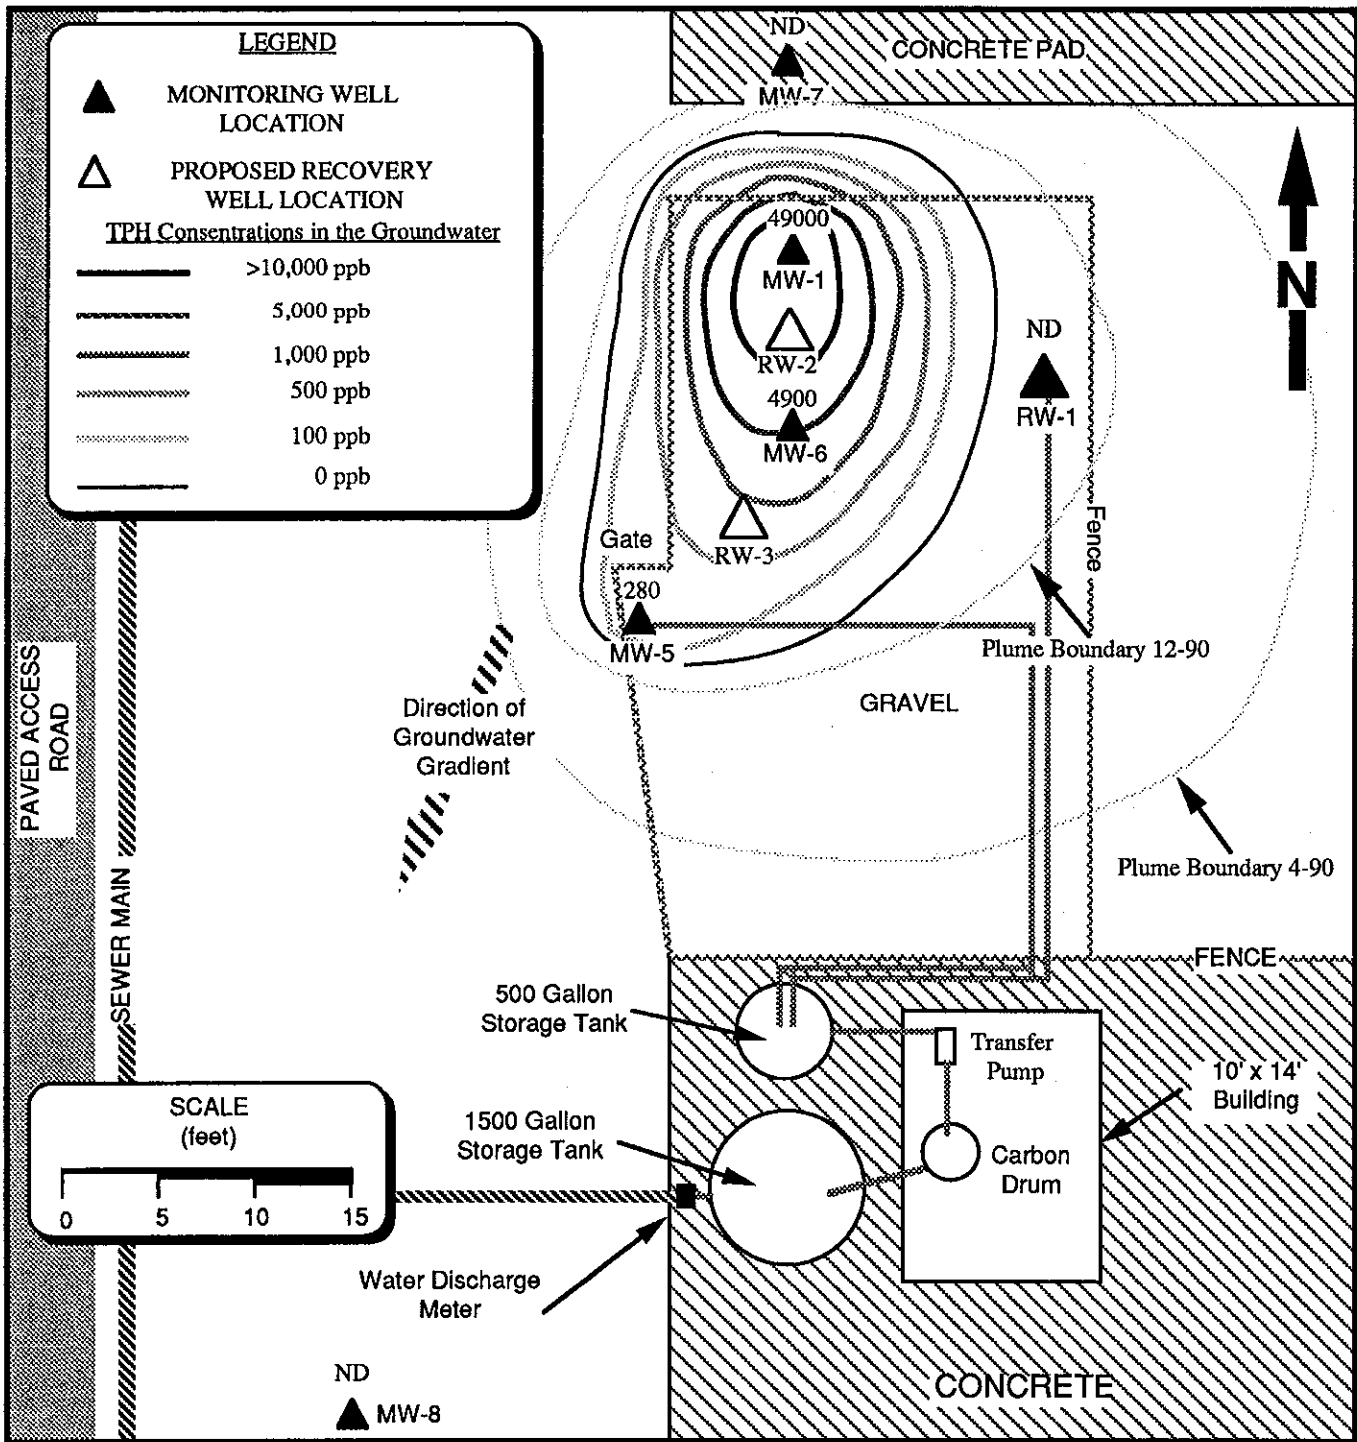 LEGEND
MONITORING WELL
LOCATION
PROPOSED RECOVERY
WELL LOCATION
TPH Consentrations in the Groundwater
>10,000 ppb
5,000 ppb
1,000 ppb
500 ppb
100 ppb
0 ppb
ND
CONCRETE PAD
MW-7
49000
MW-1
RW-2
4900
MW-6
N
ND
RW-1
Fence
Gate
RW-3
280
MW-5
Plume Boundary 12-90
GRAVEL
Direction of
Groundwater
Gradient
PAVED ACCESS
ROAD
Plume Boundary 4-90
SEWER MAIN
FENCE
500 Gallon
Storage Tank
Transfer
Pump
10' x 14'
Building
SCALE
(feet)
0 5 10 15
1500 Gallon
Storage Tank
Carbon
Drum
Water Discharge
Meter
ND
MW-8
CONCRETE